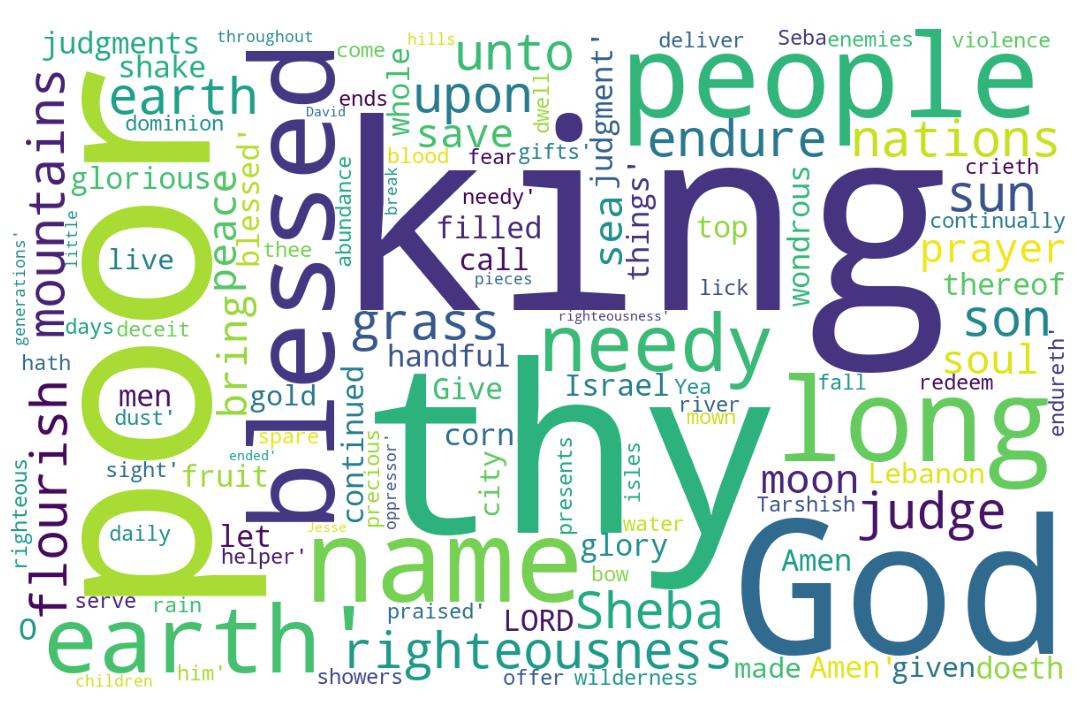 judgments
throughout
come
hills
unto
deliver
Seba
enemies
violence
shake
earth
dominion
David
ends
whole
upon
save
dwell
judgment'
people
endure
nations
blood
fear
gifts'
crieth
mountains
poor
blessed
king
gloriouse
peace
blessed'
abundance
break
needy'
filled
sea
things'
top
wondrous
sun
continually
prayer
thereof
little
live
thee
call
pieces
lick
generations'
days
deceit
bring
righteousness'
grass
needy
son
soul
hath
handful
long
fall
redeem
endureth'
men
dust'
gold
continued
Give
thy
Israel
Yea
river
mown
flourish
spare
corn
sight'
fruit
ended'
precious
oppressor'
city
presents
isles
moon
Lebanon
righteous
Tarshish
judge
daily
let
Jesse
water
helper'
name
glory
God
Amen
bow
serve
rain
O
earth'
praised'
LORD
Sheba
righteousness
made
Amen'
given
doeth
children
him'
showers
offer
wilderness